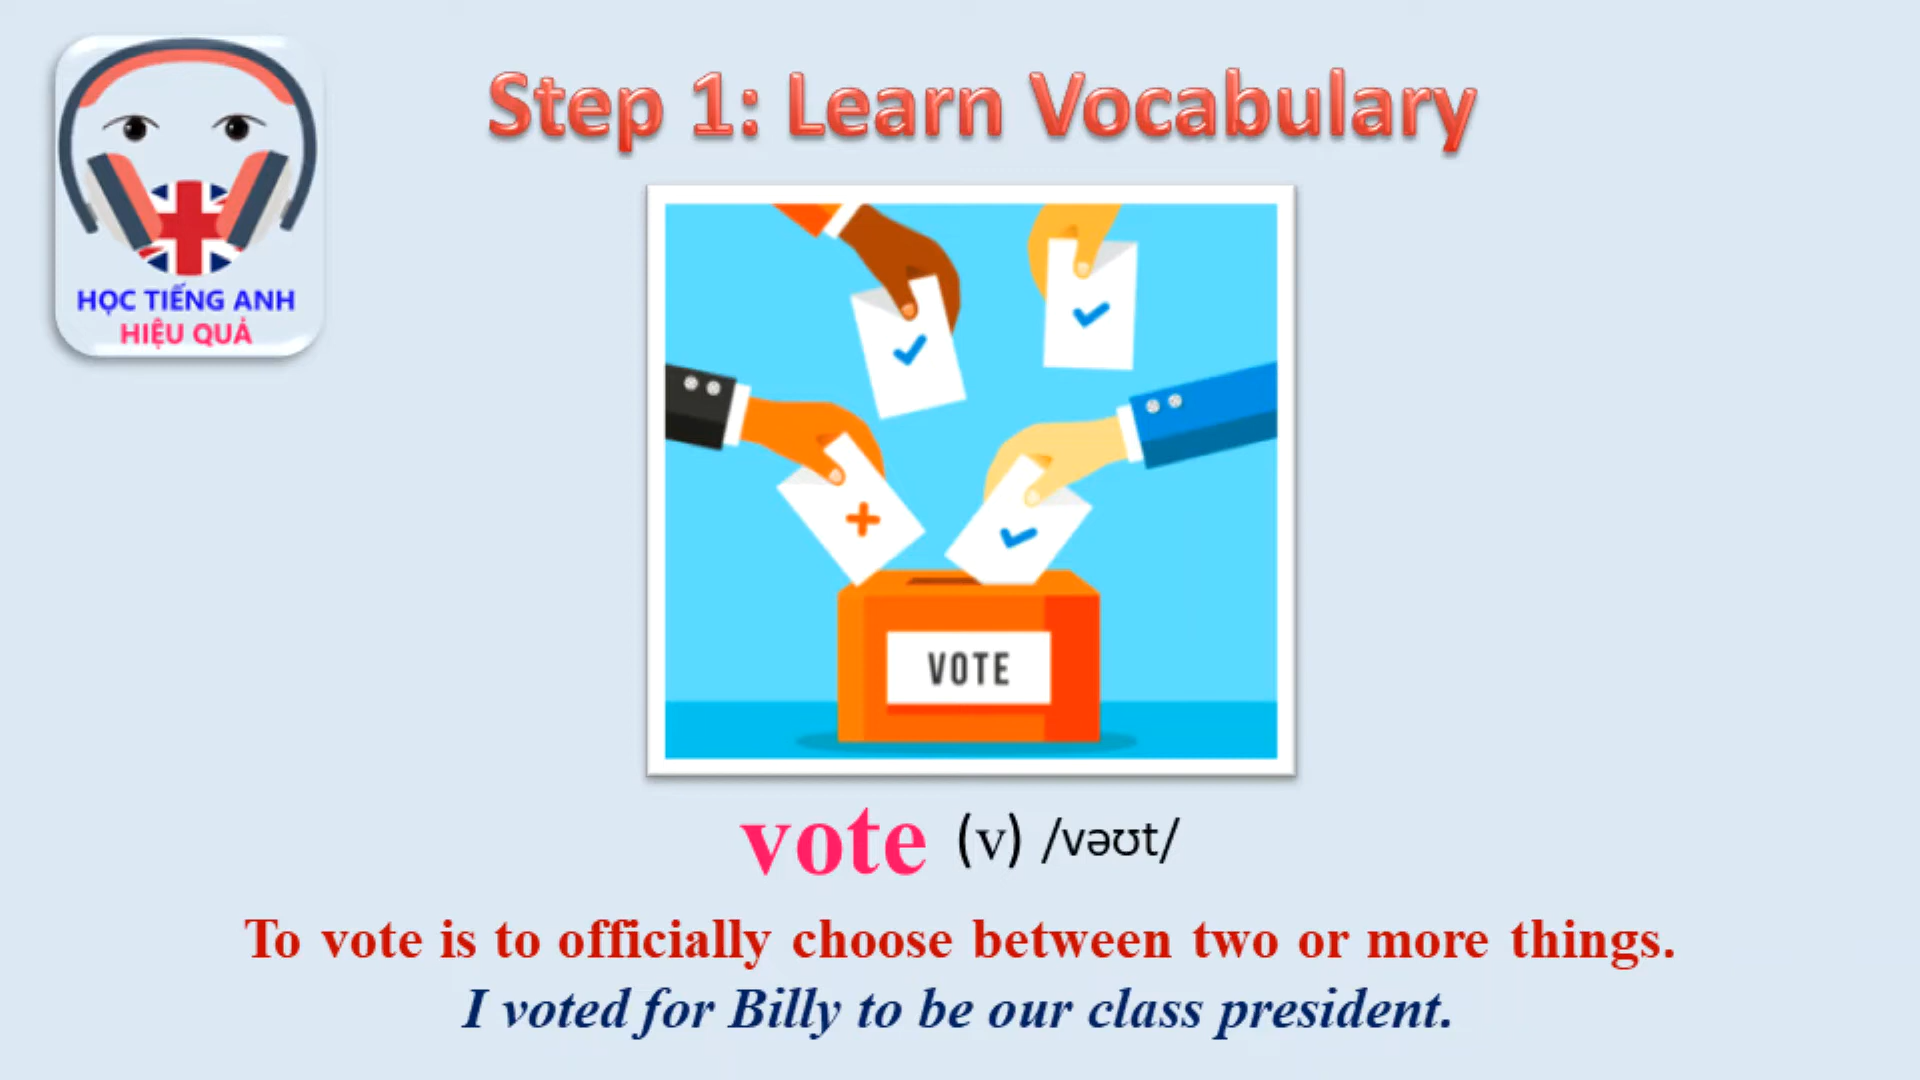 Step 1: Learn Vocabulary
HỌC TIẾNG ANH
HIỆU QUẢ
VOTE
vote (v) /vəʊt/
To vote is to officially choose between two or more things.
I voted for Billy to be our class president.